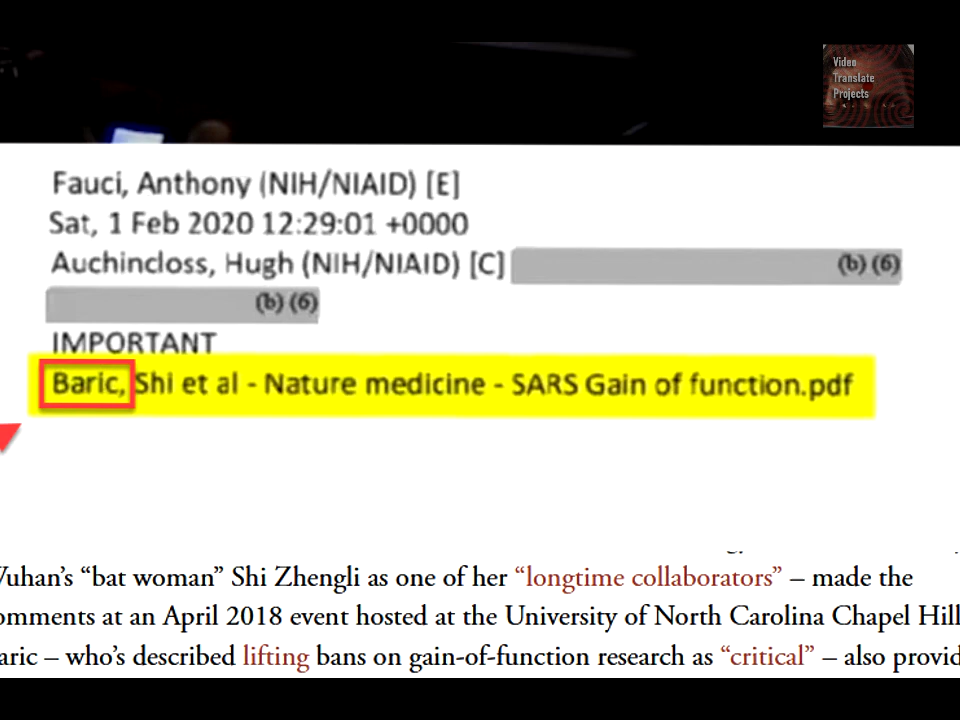 Video
Translate
Projects
Fauci, Anthony (NIH/NIAID) [E]
Sat, 1 Feb 2020 12:29:01 +0000
Auchincloss, Hugh (NIH/NIAID) [C] (b) (6)
(b) (6)
IMPORTANT
Baric, Shi et al - Nature medicine - SARS Gain of function.pdf
Wuhan’s “bat woman” Shi Zhengli as one of her “longtime collaborators” – made the
omments at an April 2018 event hosted at the University of North Carolina Chapel Hill
aric – who’s described lifting bans on gain-of-function research as “critical” – also provid